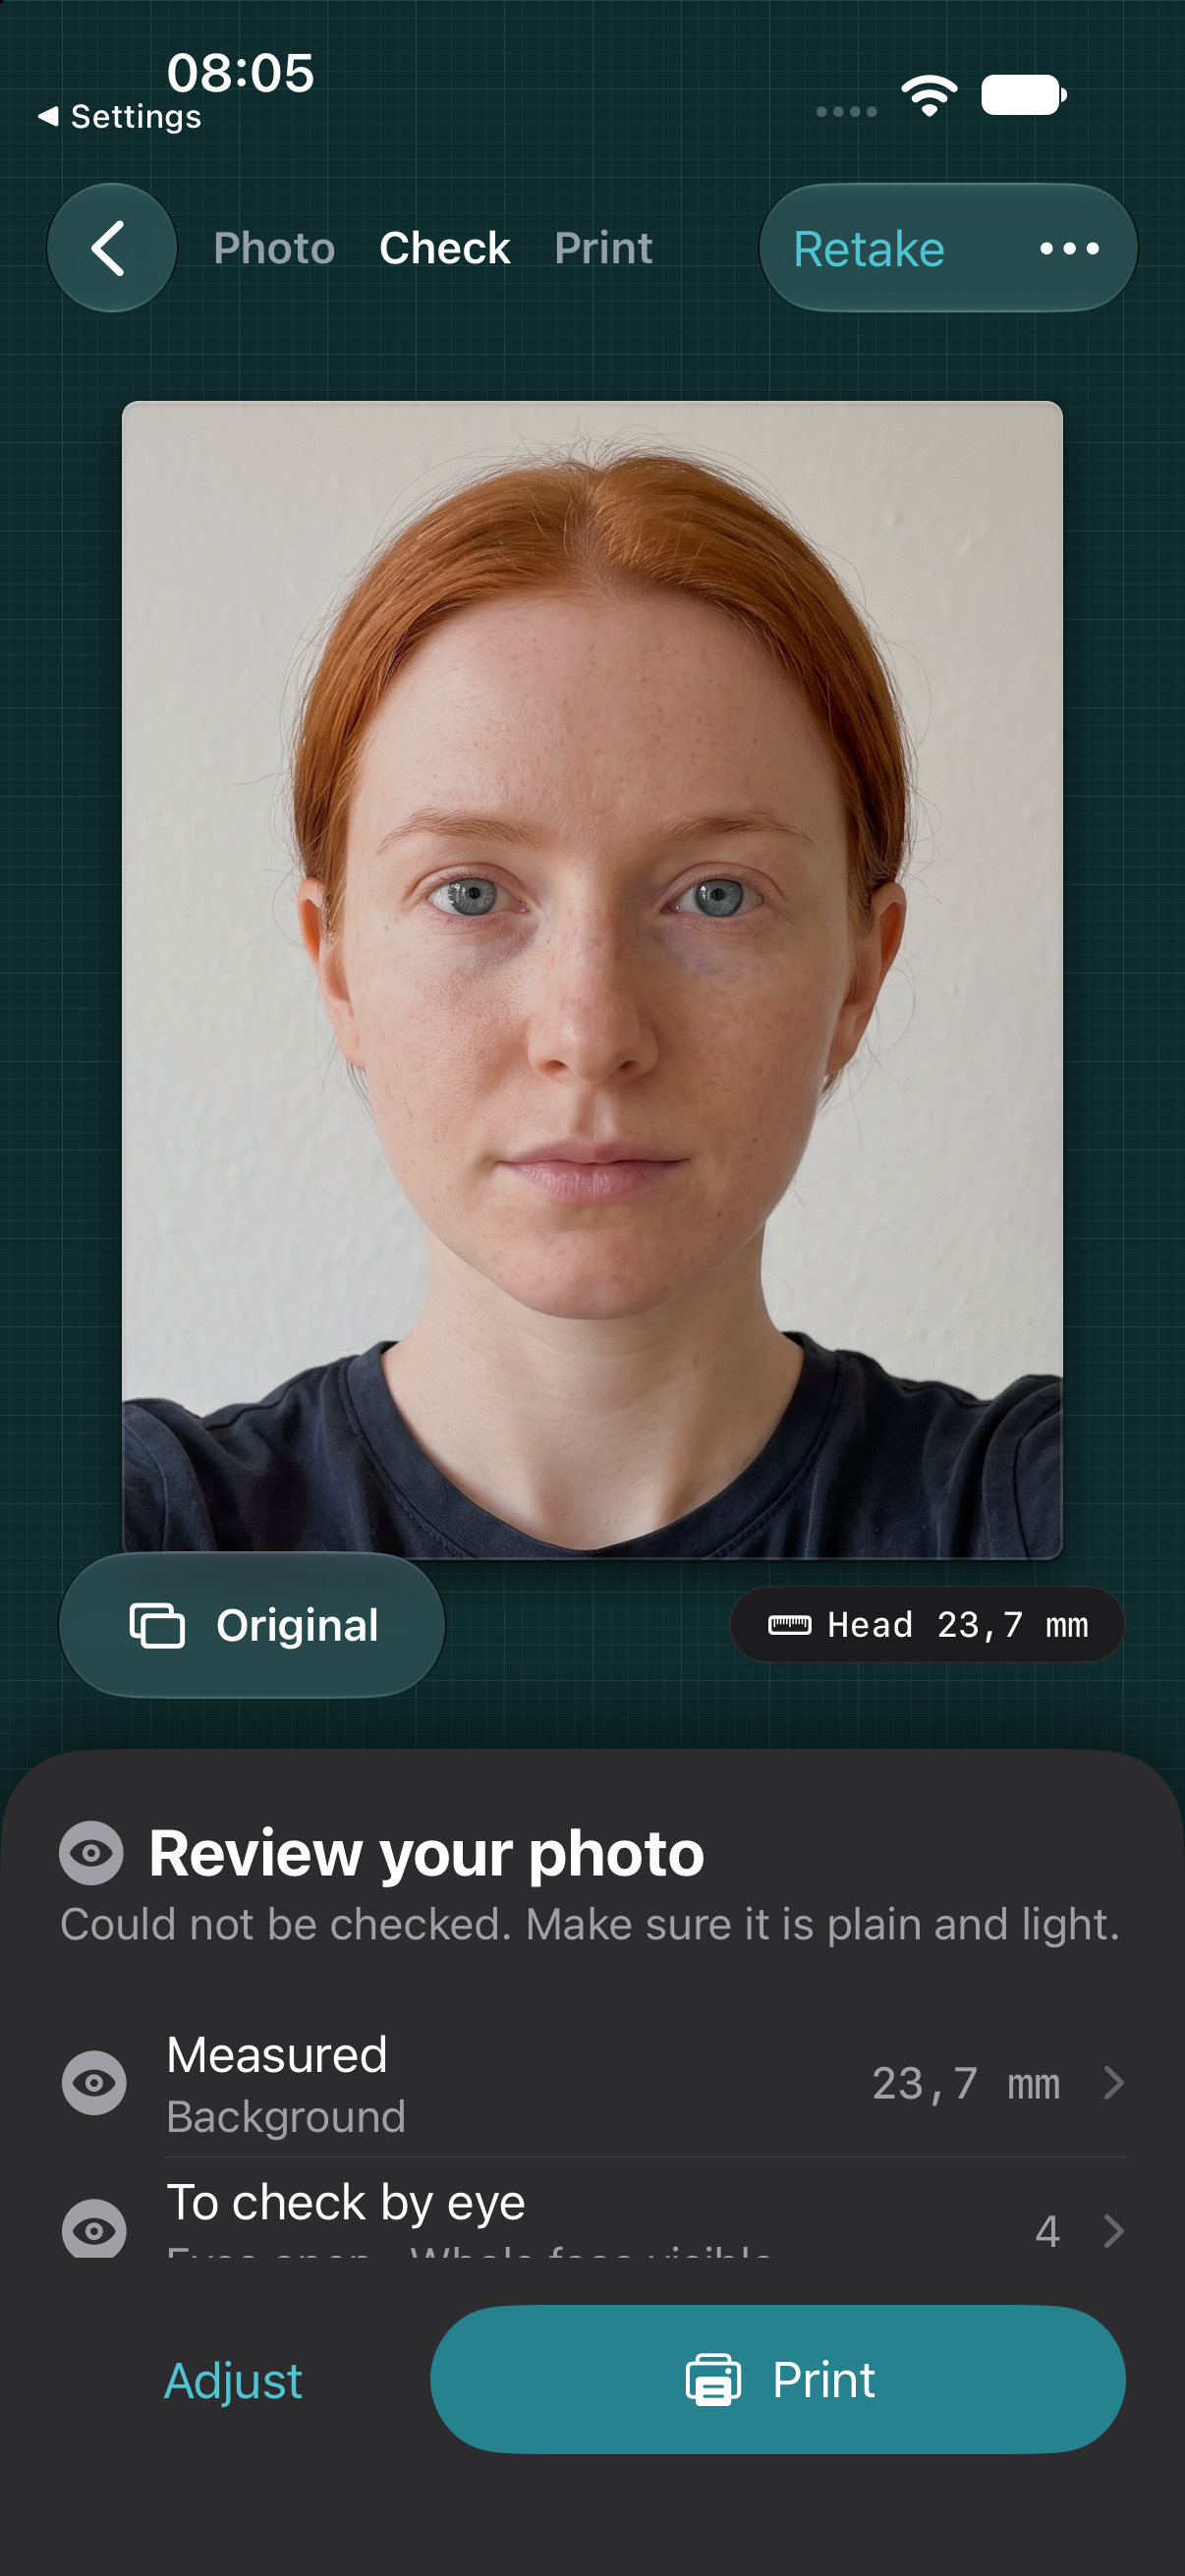 08:05
Settings
Photo Check Print
Retake
Original
Head 23,7 mm
Review your photo
Could not be checked. Make sure it is plain and light.
Measured
23,7 mm
Background
To check by eye
4
Adjust
Print